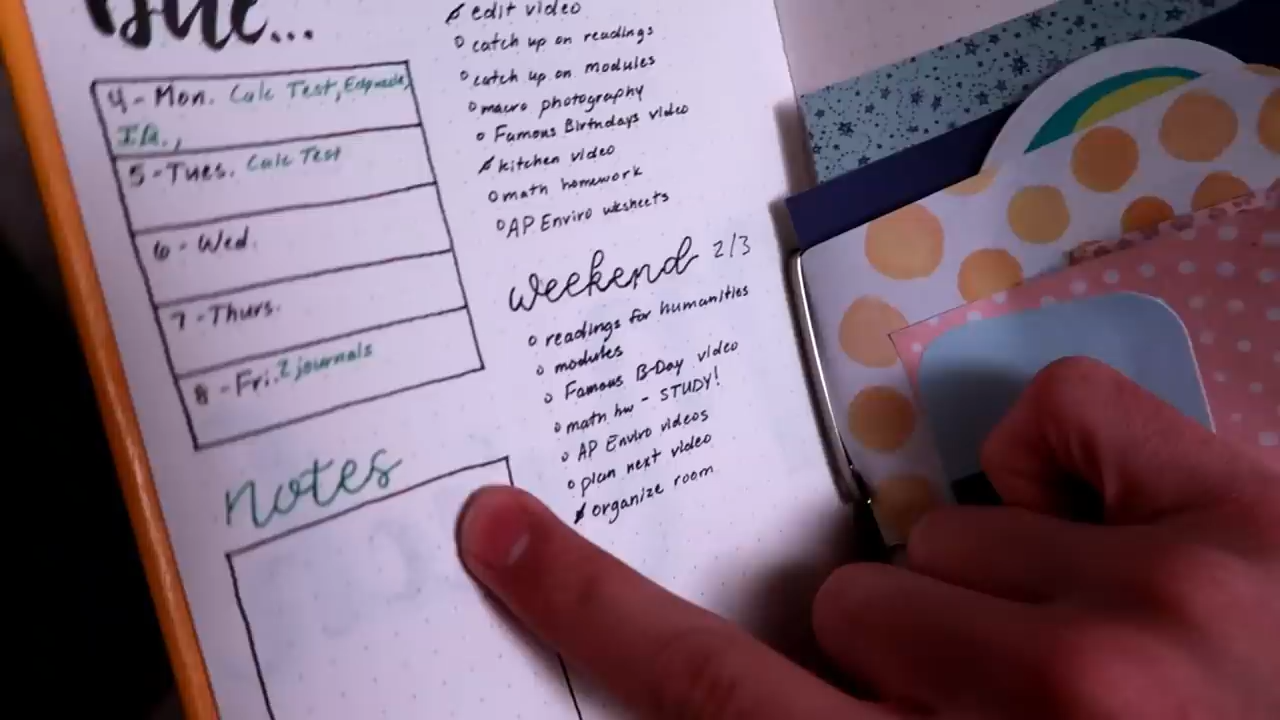 Due...
4 - Mon. Calc Test,
I.D.,
5 - Tues. Calc Test
6 - Wed.
7 - Thurs.
8 - Fri. 2 journals
notes
edit video
catch up on readings
catch up on modules
macro photography
Famous Birthdays video
kitchen video
math homework
AP Enviro wksheets
weekend 2/3
readings for humanities
modules
Famous B-Day video
math hw - STUDY!
AP Enviro videos
plan next video
organize room